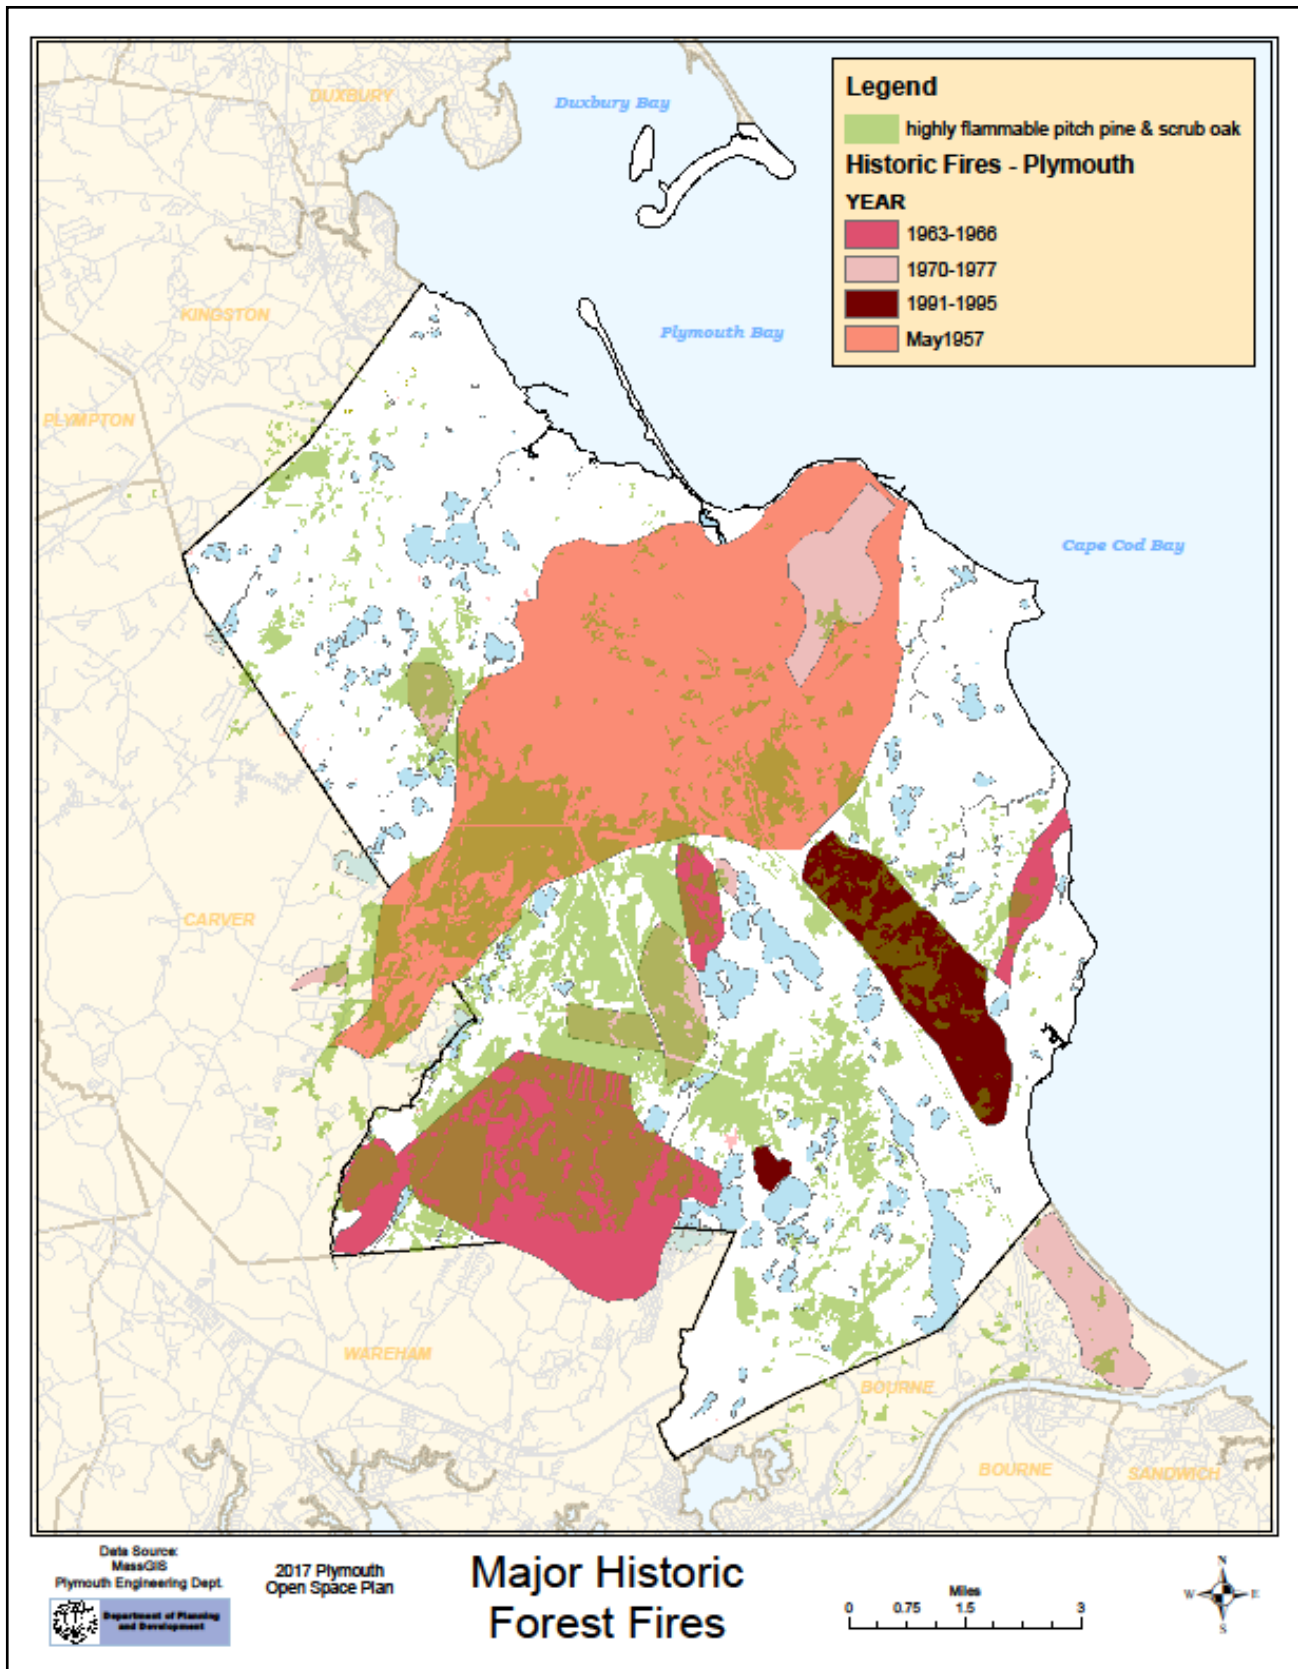 DUXBURY
Duxbury Bay
Legend
highly flammable pitch pine & scrub oak
Historic Fires - Plymouth
YEAR
1963-1966
1970-1977
1991-1995
May1957
KINGSTON
Plymouth Bay
PLYMPTON
Cape Cod Bay
CARVER
WAREHAM
BOURNE
BOURNE
SANDWICH
Data Source:
MassGIS
Plymouth Engineering Dept.
Department of Planning
and Development
2017 Plymouth
Open Space Plan
Major Historic
Forest Fires
Miles
0 0.75 1.5 3
N
W E
S